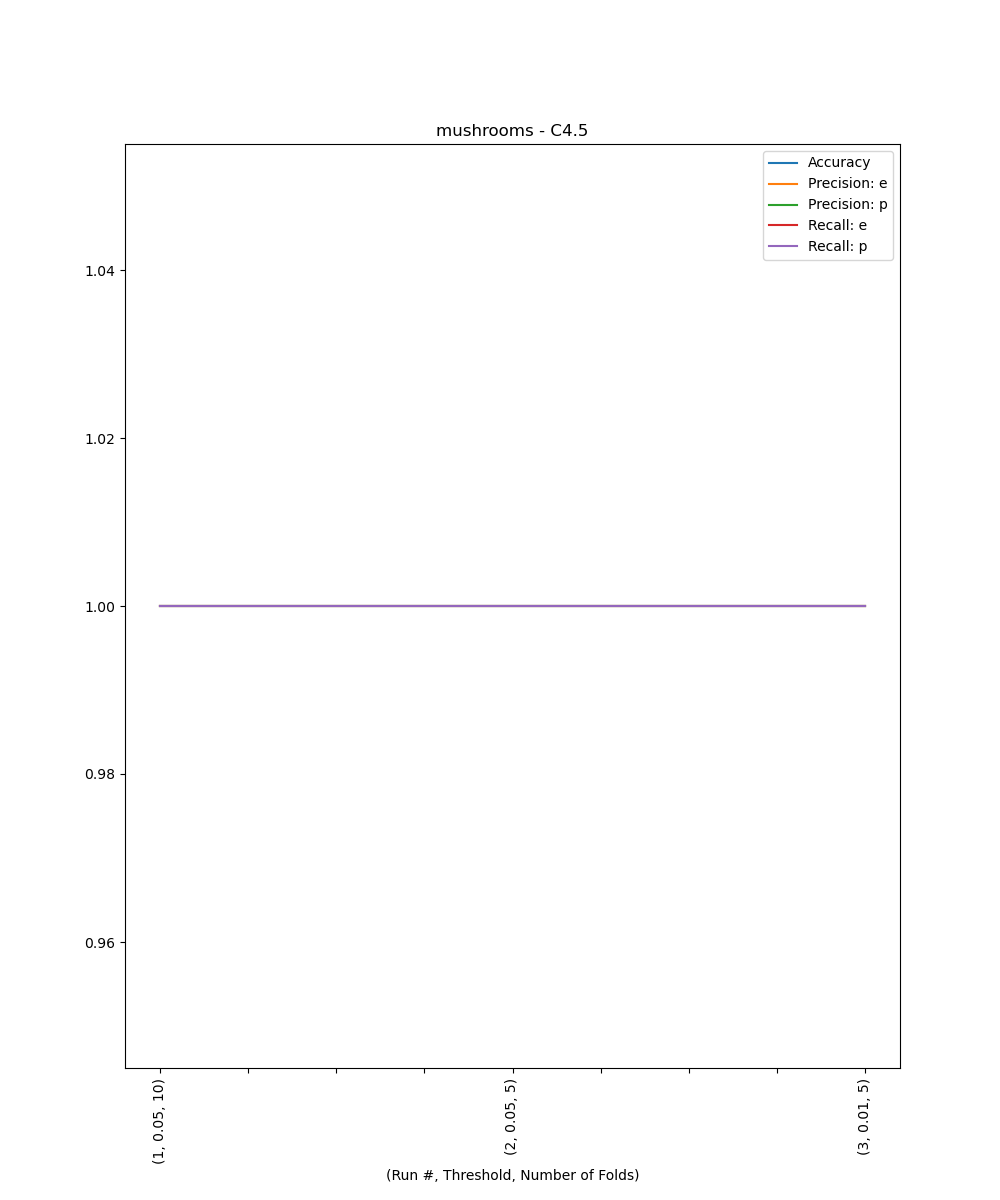 mushrooms - C4.5
Accuracy
Precision: e
Precision: p
Recall: e
Recall: p
1.04
1.02
1.00
0.98
0.96
(1, 0.05, 10)
(2, 0.05, 5)
(3, 0.01, 5)
(Run #, Threshold, Number of Folds)